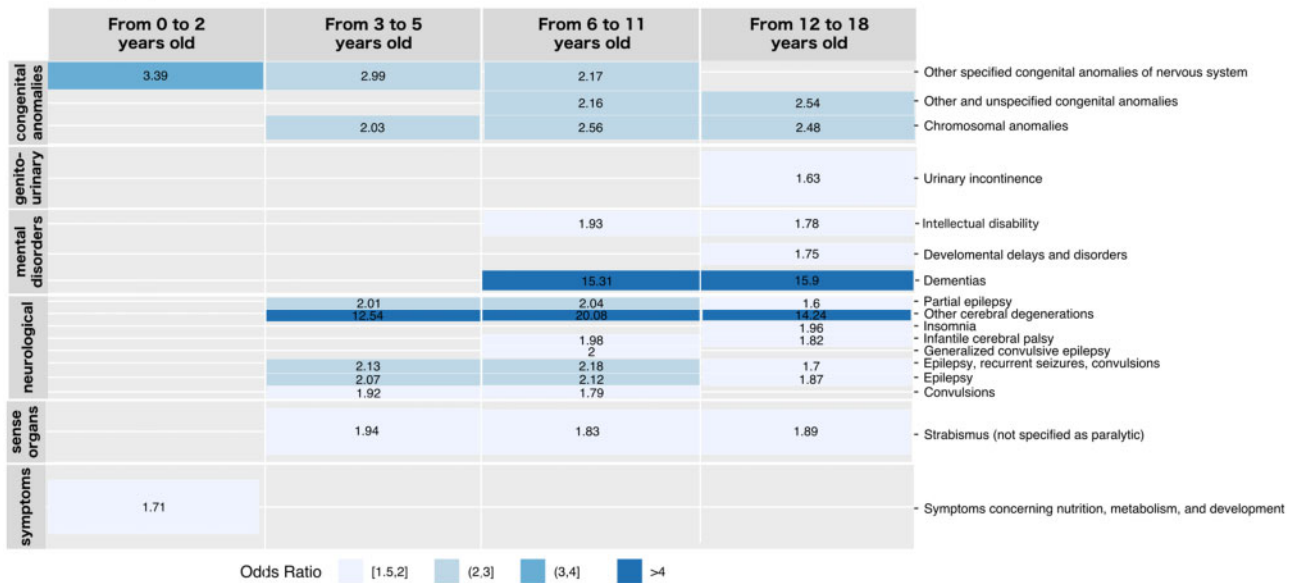 From 0 to 2
years old
From 3 to 5
years old
From 6 to 11
years old
From 12 to 18
years old
congenital
anomalies
3.39 2.99 2.17 Other specified congenital anomalies of nervous system
2.16 2.54 Other and unspecified congenital anomalies
2.03 2.56 2.48 Chromosomal anomalies
genito-
urinary
1.63 Urinary incontinence
mental
disorders
1.93 1.78 Intellectual disability
1.75 Develomental delays and disorders
15.31 15.9 Dementias
neurological
2.01 2.04 1.6 Partial epilepsy
12.54 20.08 14.24 Other cerebral degenerations
1.96 Insomnia
1.98 1.82 Infantile cerebral palsy
2 Generalized convulsive epilepsy
2.13 2.18 1.7 Epilepsy, recurrent seizures, convulsions
2.07 2.12 1.87 Epilepsy
1.92 1.79 Convulsions
sense
organs
1.94 1.83 1.89 Strabismus (not specified as paralytic)
symptoms
1.71 Symptoms concerning nutrition, metabolism, and development
Odds Ratio [1.5,2] (2,3] (3,4] >4